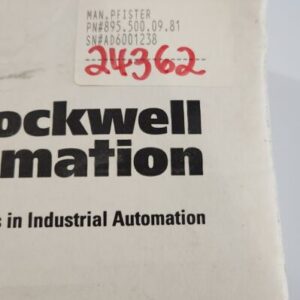 MAN.PFISTER
PN#895.500.09.81
SN#AD6001238
24362
ockwell
mation
s in Industrial Automation